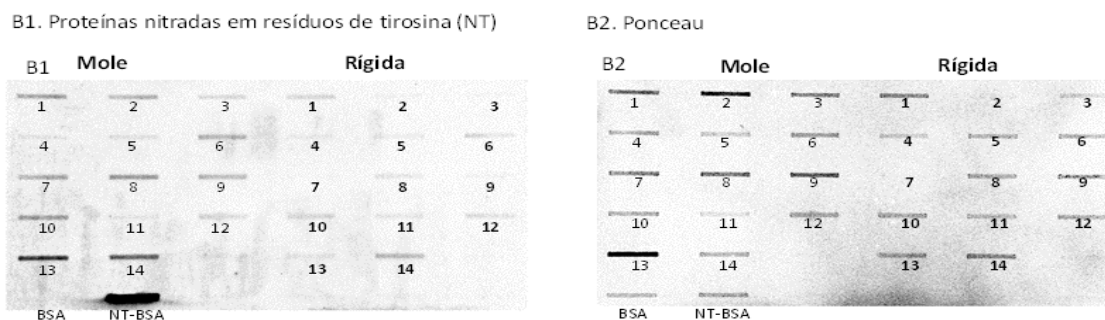 B1. Proteínas nitradas em resíduos de tirosina (NT)
B1 Mole Rígida
1 2 3 1 2 3
4 5 6 4 5 6
7 8 9 7 8 9
10 11 12 10 11 12
13 14 13 14
BSA NT-BSA
B2. Ponceau
B2 Mole Rígida
1 2 3 1 2 3
4 5 6 4 5 6
7 8 9 7 8 9
10 11 12 10 11 12
13 14 13 14
BSA NT-BSA